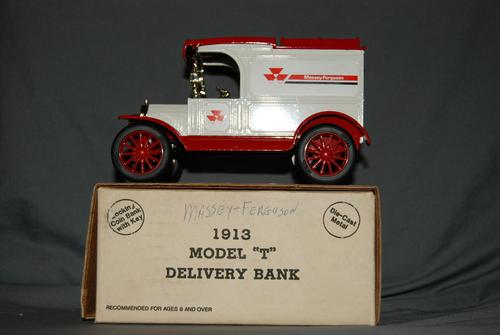 Massey-Ferguson
MASSEY-FERGUSON
Locking
Coin Bank
with Key
Die-Cast
Metal
1913
MODEL "T"
DELIVERY BANK
RECOMMENDED FOR AGES 8 AND OVER